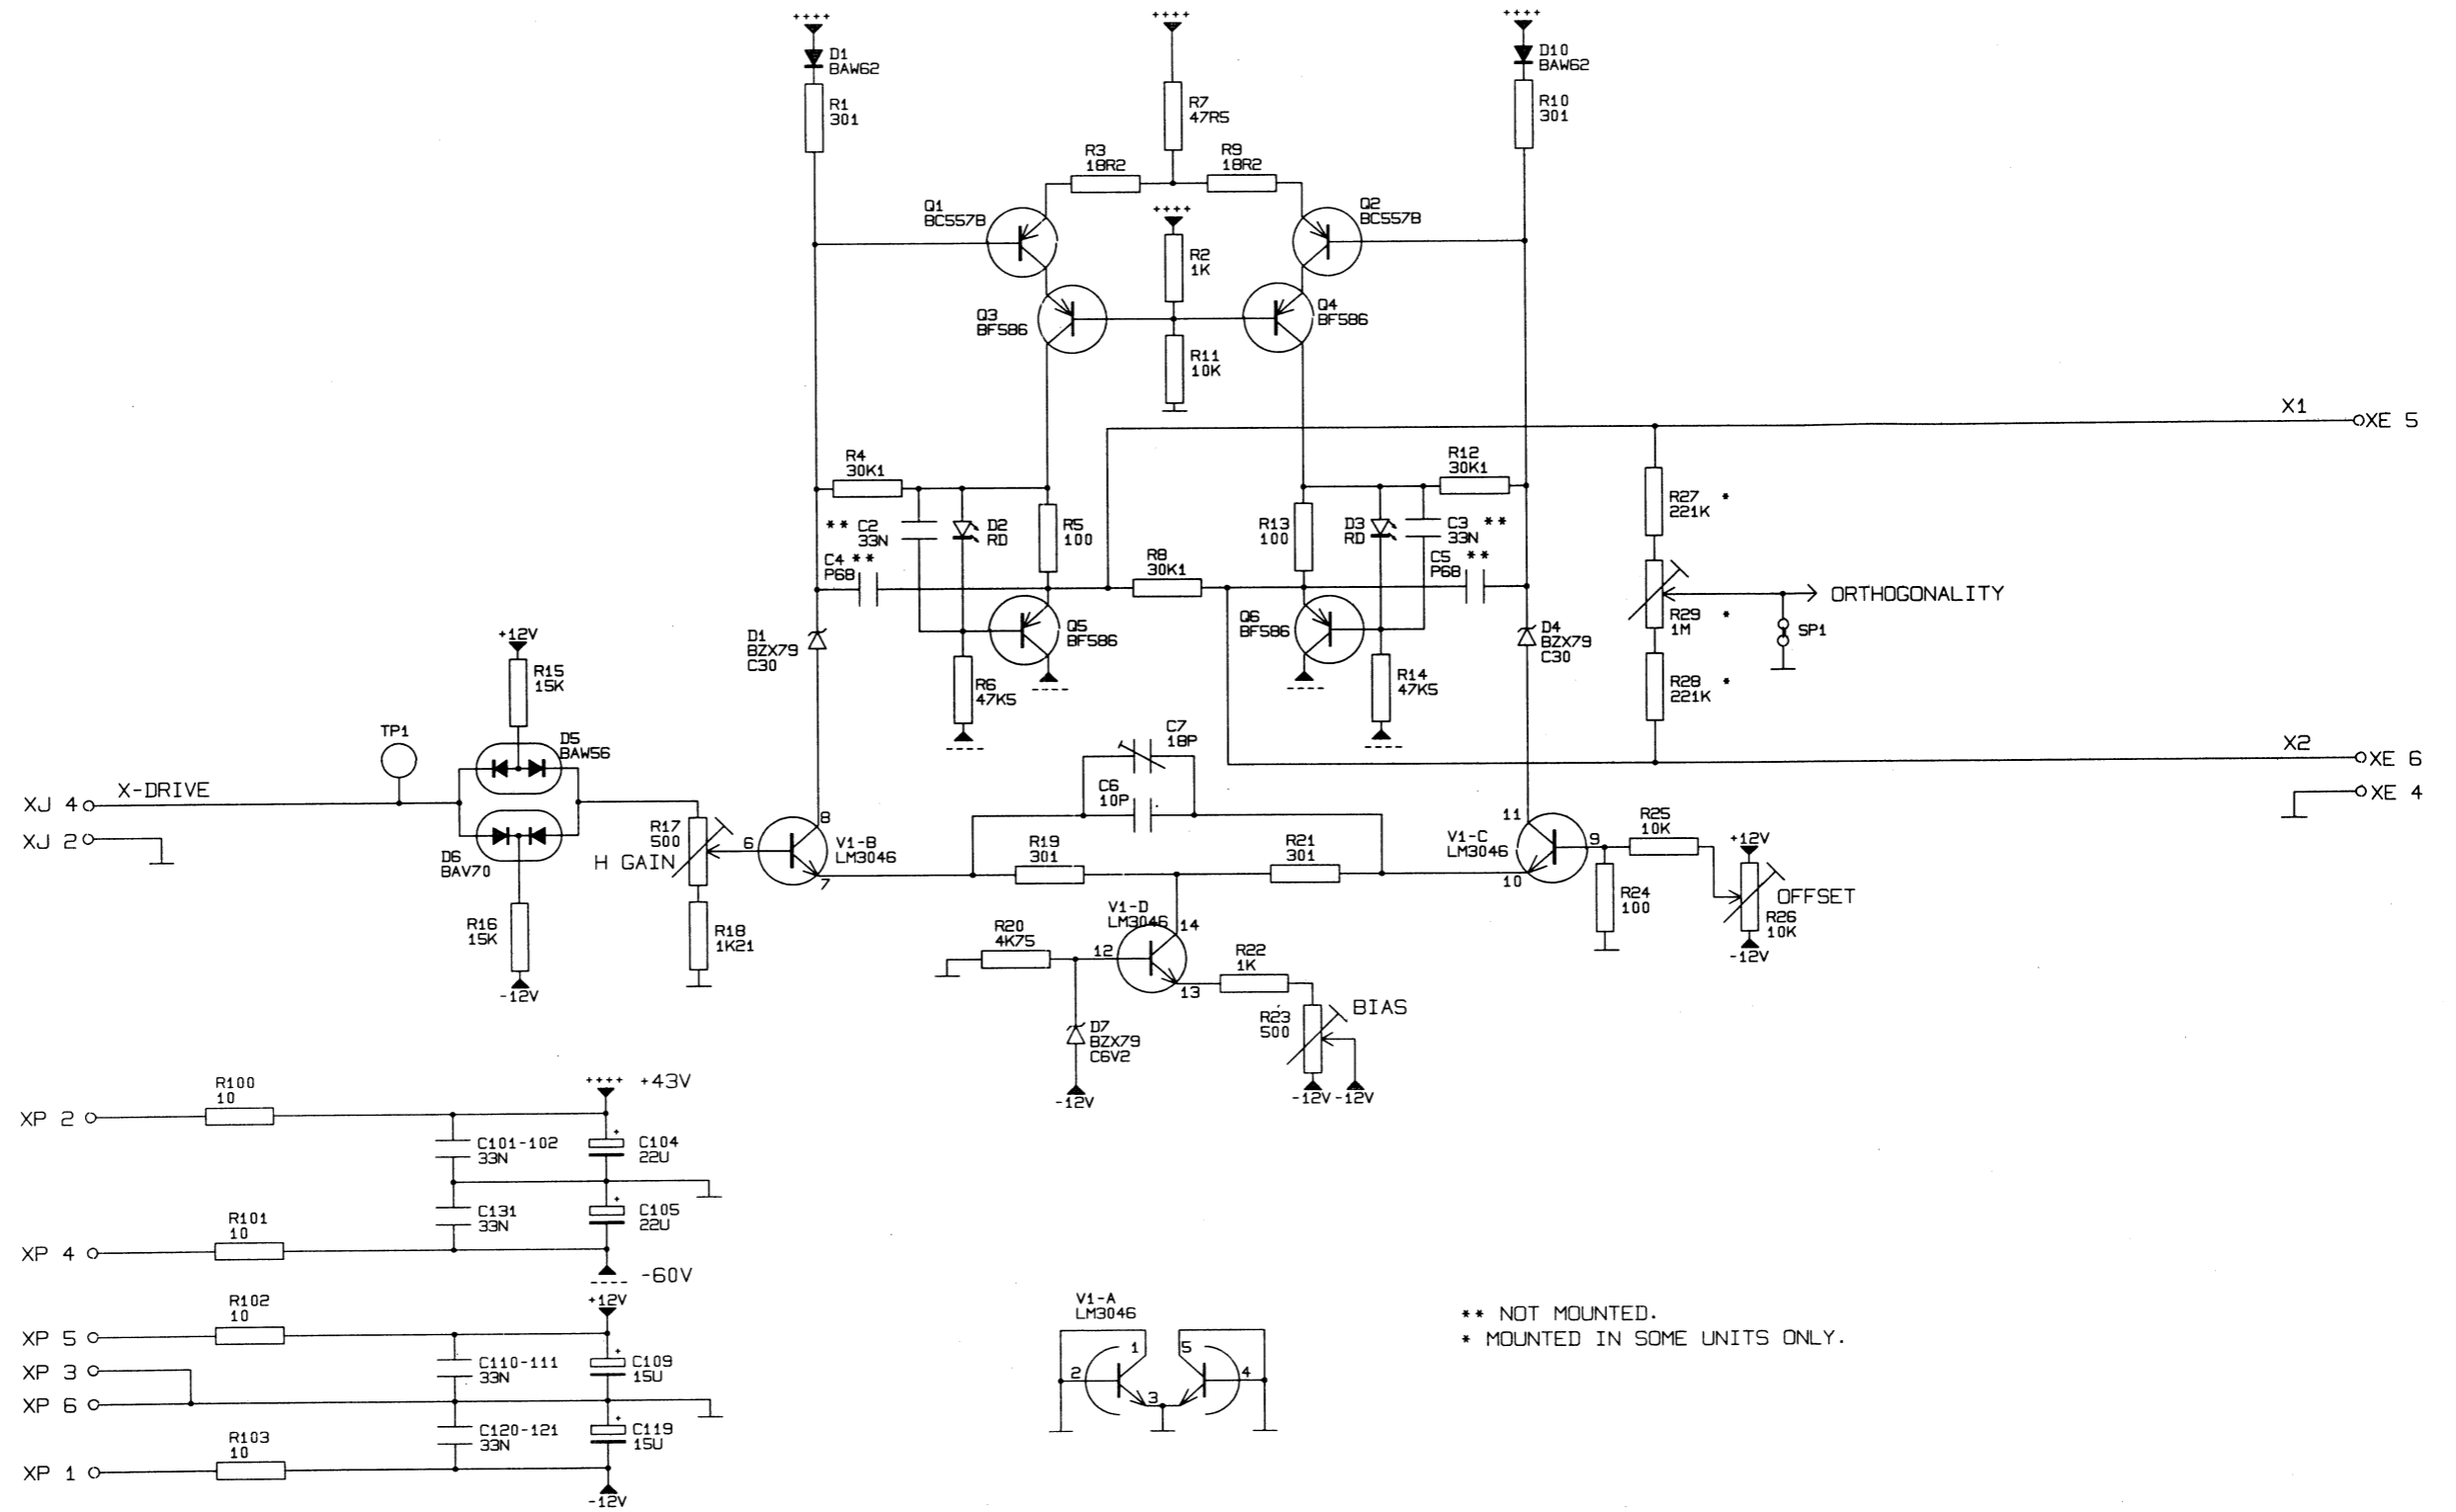 ++++
D1
BAW62
R1
301
++++
R7
47R5
R3
18R2
R9
18R2
++++
D10
BAW62
R10
301
Q1
BC557B
++++
R2
1K
Q2
BC557B
Q3
BF586
Q4
BF586
R11
10K
X1
XE 5
R4
30K1
** C2
33N
D2
RD
R5
100
C4 **
P68
R8
30K1
R13
100
D3
RD
R12
30K1
C3 **
33N
C5 **
P68
R27 *
221K
R29 *
1M
ORTHOGONALITY
SP1
R28 *
221K
D1
BZX79
C30
Q5
BF586
----
R6
47K5
----
Q6
BF586
----
R14
47K5
----
D4
BZX79
C30
+12V
R15
15K
TP1
D5
BAW56
XJ 4
X-DRIVE
XJ 2
D6
BAV70
R16
15K
-12V
R17
500
H GAIN
R18
1K21
6
8
7
V1-B
LM3046
C7
18P
C6
10P
R19
301
R21
301
X2
XE 6
XE 4
11
V1-C
LM3046
10
9
R25
10K
R24
100
+12V
OFFSET
R26
10K
-12V
V1-D
LM3046
R20
4K75
12
14
13
R22
1K
D7
BZX79
C6V2
-12V
R23
500
BIAS
-12V
-12V
XP 2
R100
10
++++ +43V
C101-102
33N
C104
22U
+
C131
33N
C105
22U
+
XP 4
R101
10
---- -60V
+12V
XP 5
R102
10
XP 3
C110-111
33N
C109
15U
+
XP 6
C120-121
33N
C119
15U
+
XP 1
R103
10
-12V
V1-A
LM3046
1
2
3
5
4
** NOT MOUNTED.
* MOUNTED IN SOME UNITS ONLY.